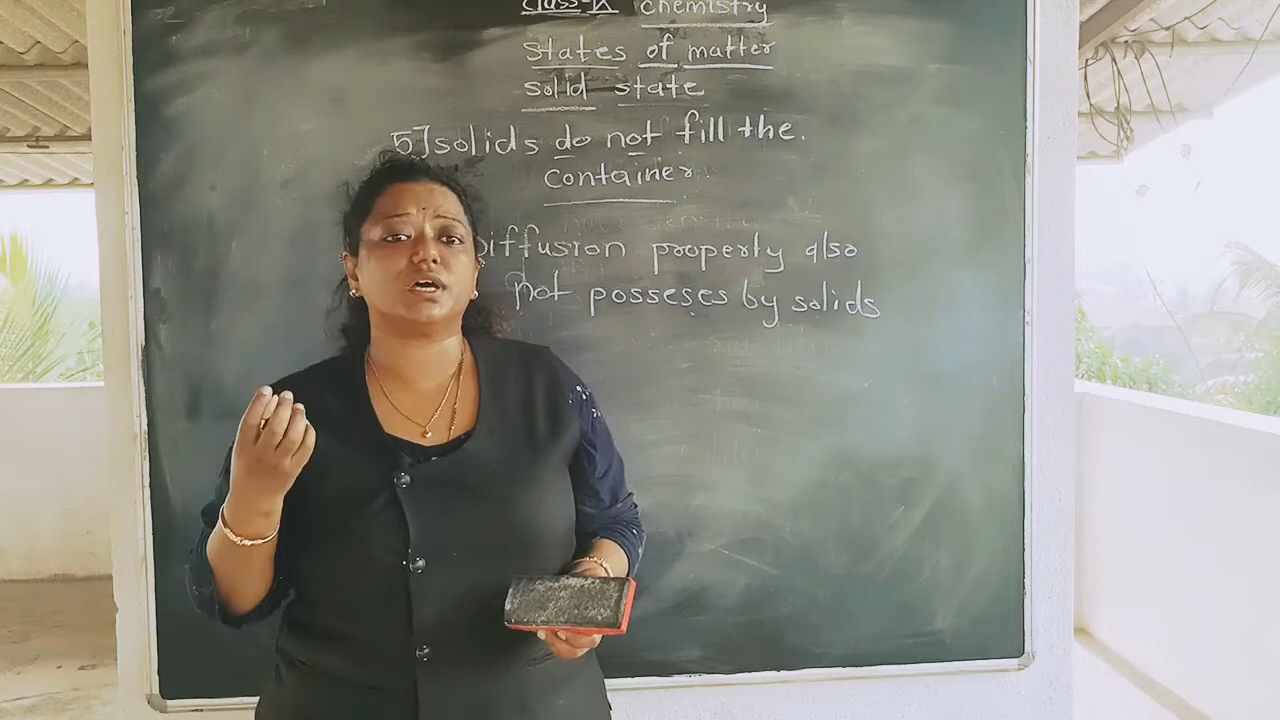 class-IX chemistry
States of matter
solid state
5] solids do not fill the.
container
Diffusion property also
not posseses by solids